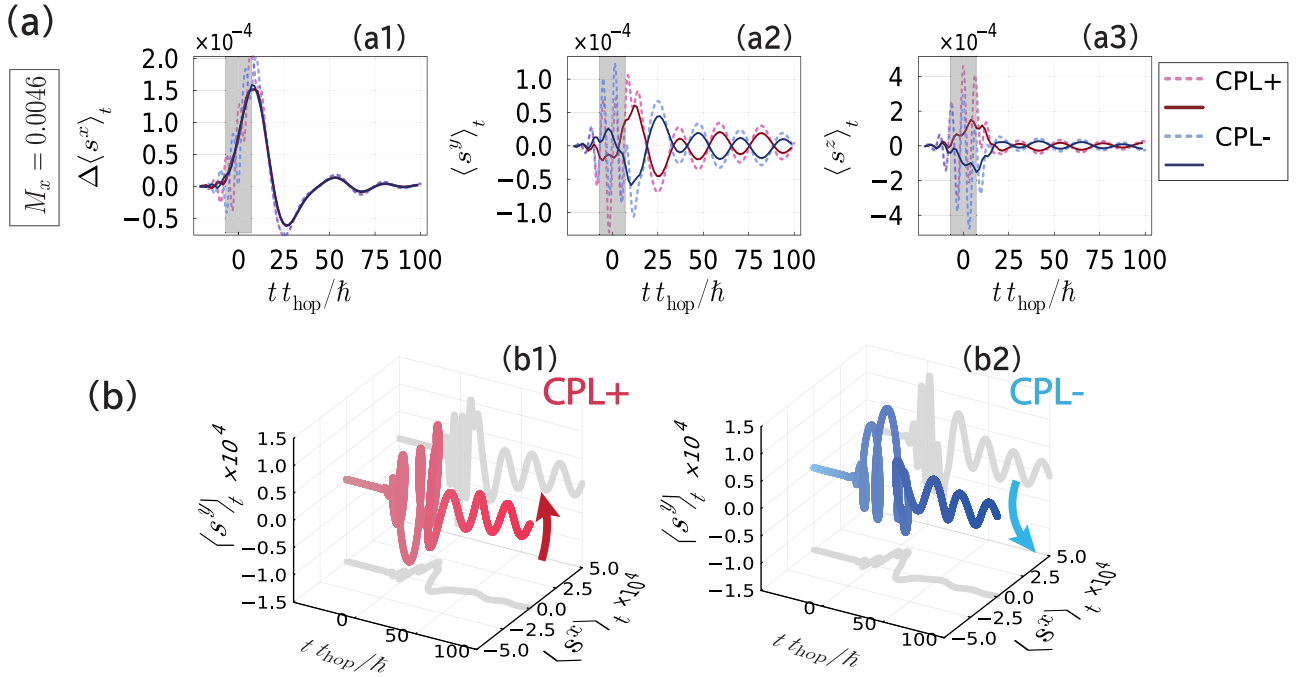 (a)
M_x = 0.0046
(a1)
×10⁻⁴
Δ⟨s^x⟩_t
2.0
1.5
1.0
0.5
0.0
−0.5
0 25 50 75 100
t t_hop/ħ
(a2)
×10⁻⁴
⟨s^y⟩_t
1.0
0.5
0.0
−0.5
−1.0
0 25 50 75 100
t t_hop/ħ
(a3)
×10⁻⁴
⟨s^z⟩_t
4
2
0
−2
−4
0 25 50 75 100
t t_hop/ħ
CPL+
CPL-
(b)
(b1)
CPL+
⟨s^y⟩_t ×10⁴
1.5
1.0
0.5
0.0
−0.5
−1.0
−1.5
0 50 100
t t_hop/ħ
5.0
2.5
0.0
−2.5
−5.0
⟨s^x⟩_t ×10⁴
(b2)
CPL-
⟨s^y⟩_t ×10⁴
1.5
1.0
0.5
0.0
−0.5
−1.0
−1.5
0 50 100
t t_hop/ħ
5.0
2.5
0.0
−2.5
−5.0
⟨s^x⟩_t ×10⁴